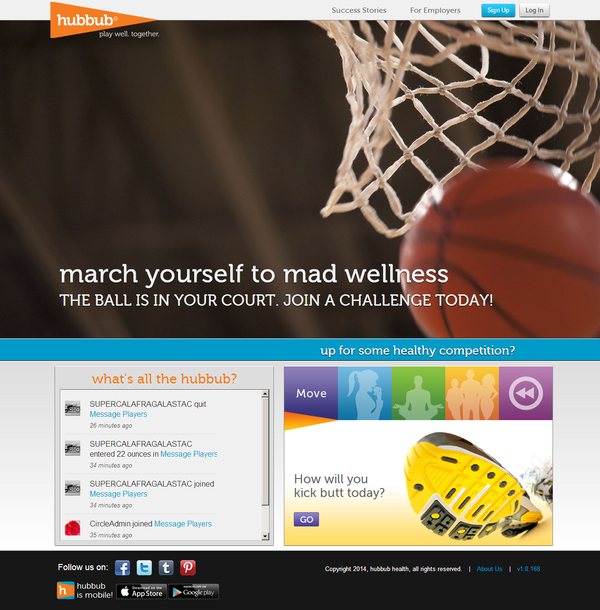 hubbub®
play well. together.
Success Stories
For Employers
Sign Up
Log In
march yourself to mad wellness
THE BALL IS IN YOUR COURT. JOIN A CHALLENGE TODAY!
up for some healthy competition?
what's all the hubbub?
SUPERCALAFRAGALASTAC quit
Message Players
26 minutes ago
SUPERCALAFRAGALASTAC
entered 22 ounces in Message Players
34 minutes ago
SUPERCALAFRAGALASTAC joined
Message Players
34 minutes ago
CircleAdmin joined Message Players
35 minutes ago
Move
How will you
kick butt today?
GO
Follow us on:
f
t
t
p
Copyright 2014, hubbub health, all rights reserved. | About Us | v1.0.168
h
hubbub
is mobile!
Download on the
App Store
ANDROID APP ON
Google play